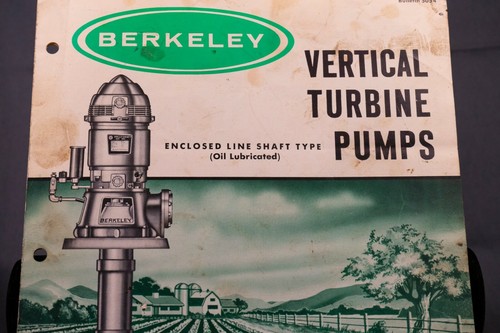 BERKELEY
VERTICAL
TURBINE
PUMPS
ENCLOSED LINE SHAFT TYPE
(Oil Lubricated)
BERKELEY